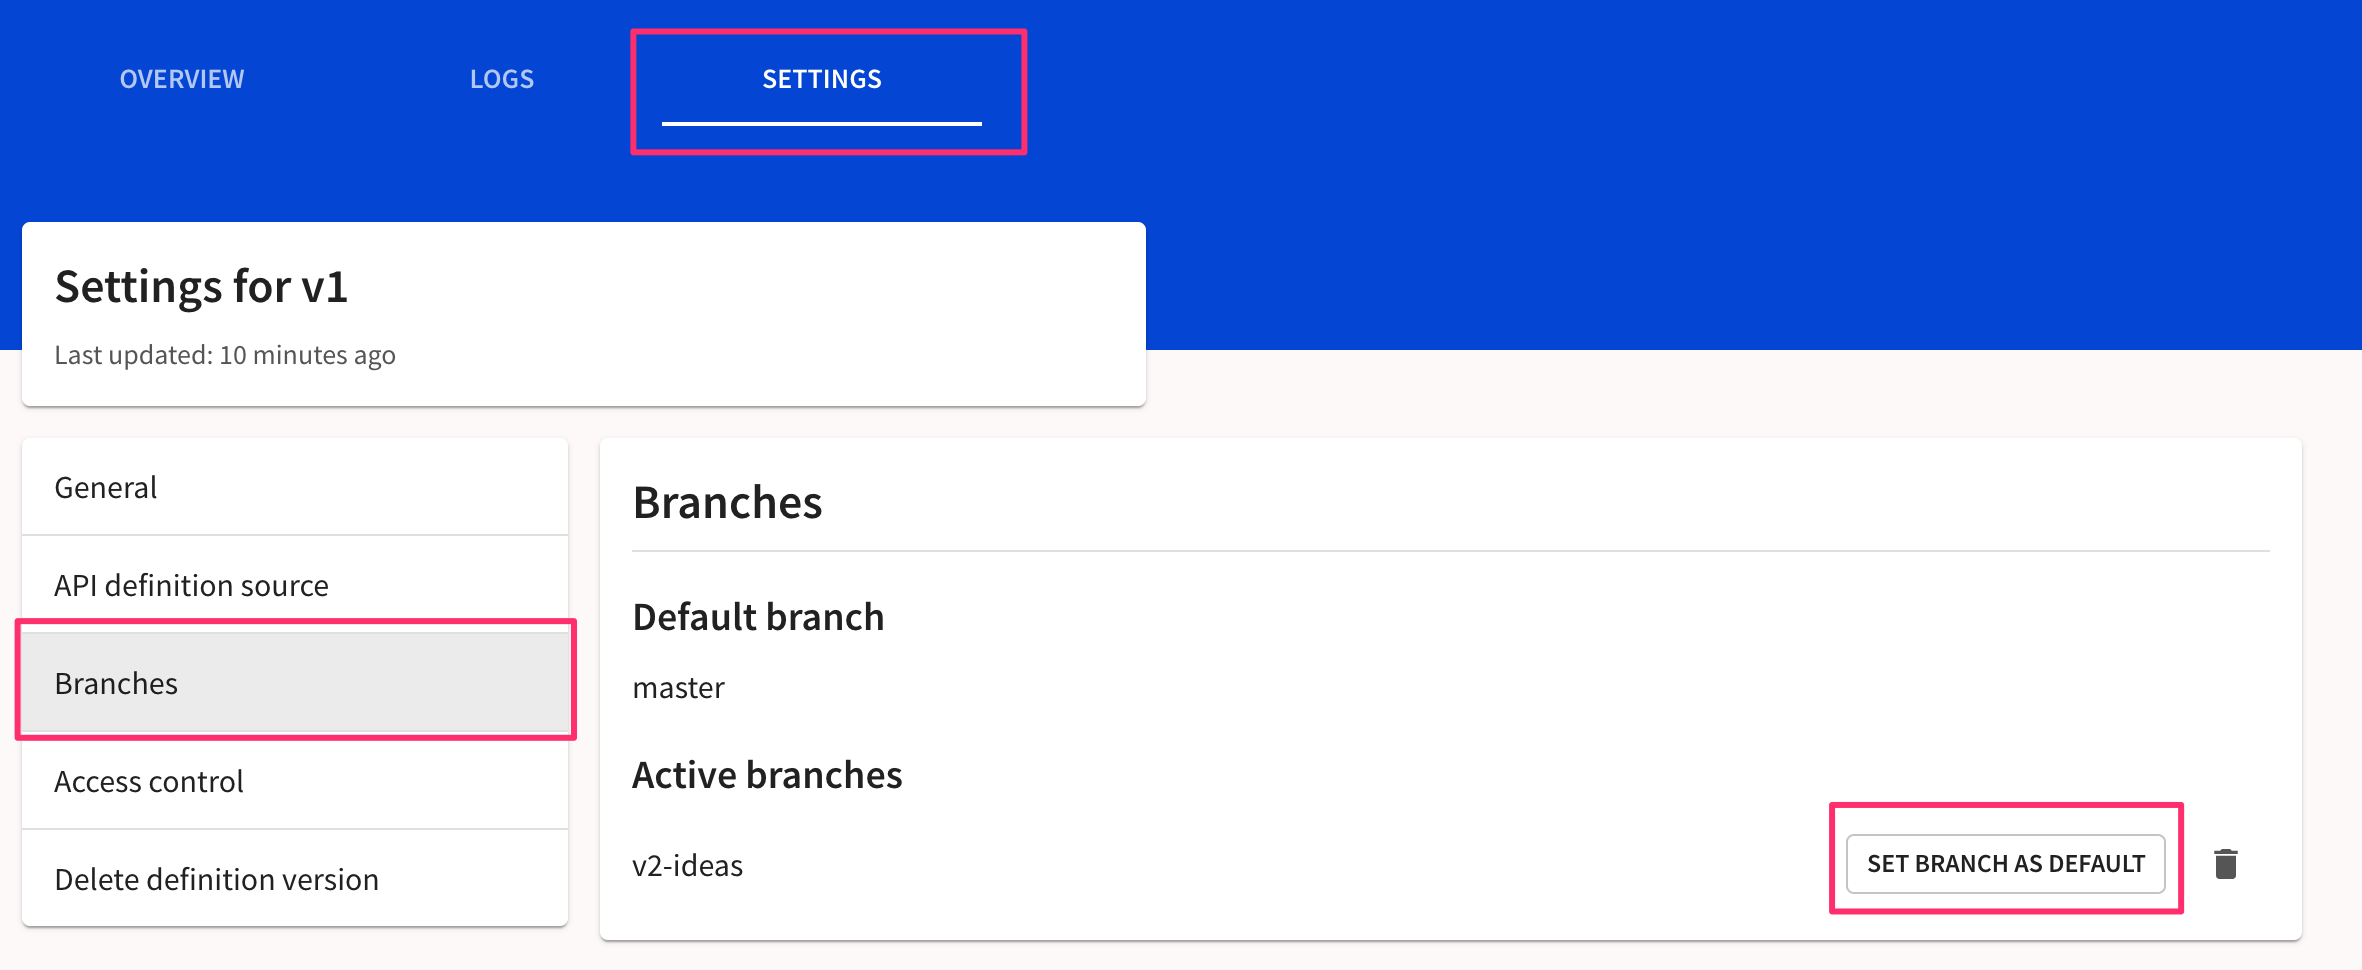 OVERVIEW
LOGS
SETTINGS
Settings for v1
Last updated: 10 minutes ago
General
API definition source
Branches
Access control
Delete definition version
Branches
Default branch
master
Active branches
v2-ideas
SET BRANCH AS DEFAULT